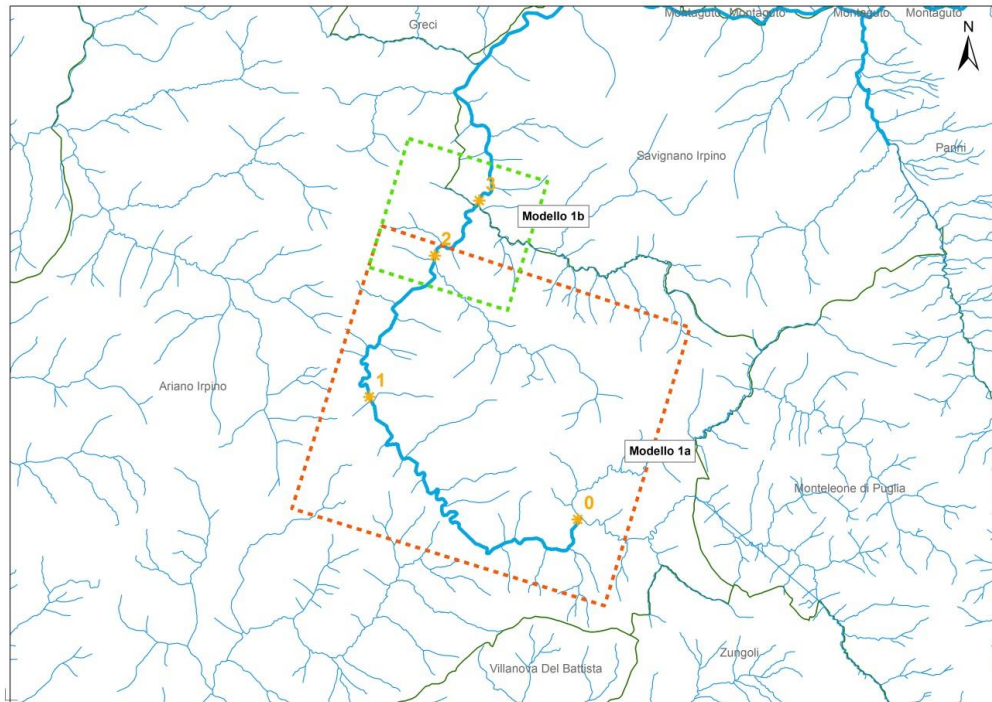 Montaguto Montaguto Montaguto Montaguto
Greci
N
Panni
Savignano Irpino
3
Modello 1b
2
Ariano Irpino
1
Modello 1a
Monteleone di Puglia
0
Zungoli
Villanova Del Battista